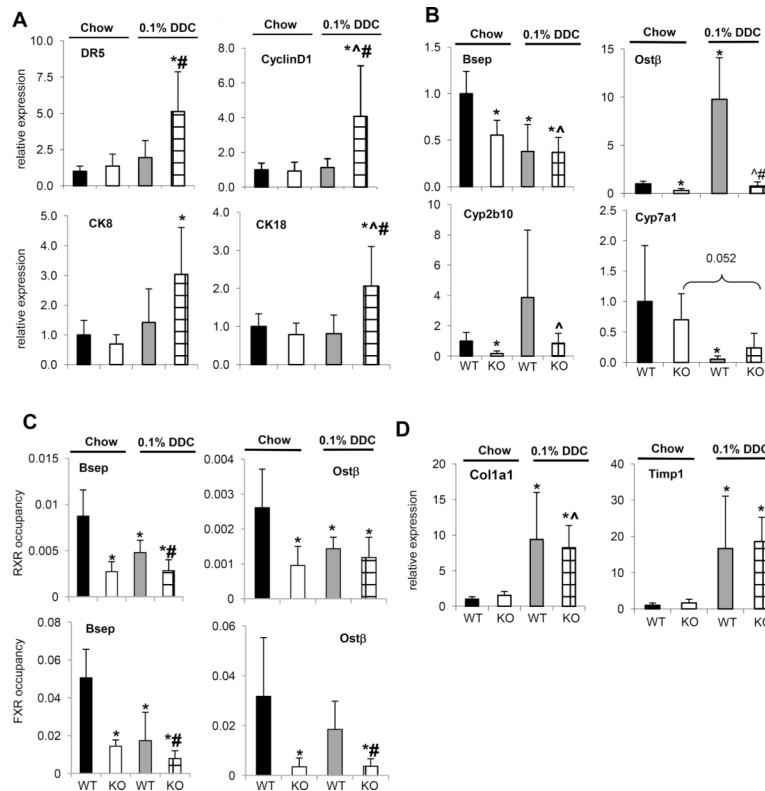 A
Chow 0.1% DDC
DR5
CyclinD1
relative expression
10.0
7.5
5.0
2.5
0.0
*#
8.0
6.0
4.0
2.0
0.0
*^#
CK8
CK18
relative expression
5.0
4.0
3.0
2.0
1.0
0.0
*
4.0
3.0
2.0
1.0
0.0
*^#
B
Chow 0.1% DDC
Chow 0.1% DDC
Bsep
Ostβ
1.5
1.0
0.5
0.0
* * *^
15
10
5
0
* * ^#
Cyp2b10
Cyp7a1
10
8
6
4
2
0
* ^
WT KO WT KO
2.5
2.0
1.5
1.0
0.5
0.0
0.052
*
WT KO WT KO
C
Chow 0.1% DDC
Chow 0.1% DDC
Bsep
Ostβ
RXR occupancy
0.015
0.01
0.005
0
* * *#
0.004
0.003
0.002
0.001
0.000
* * *
Bsep
Ostβ
FXR occupancy
0.08
0.06
0.04
0.02
0
* * *#
WT KO WT KO
0.06
0.04
0.02
0
* *#
WT KO WT KO
D
Chow 0.1% DDC
Chow 0.1% DDC
Col1a1
Timp1
relative expression
20
15
10
5
0
* *^
WT KO WT KO
40
30
20
10
0
* *
WT KO WT KO